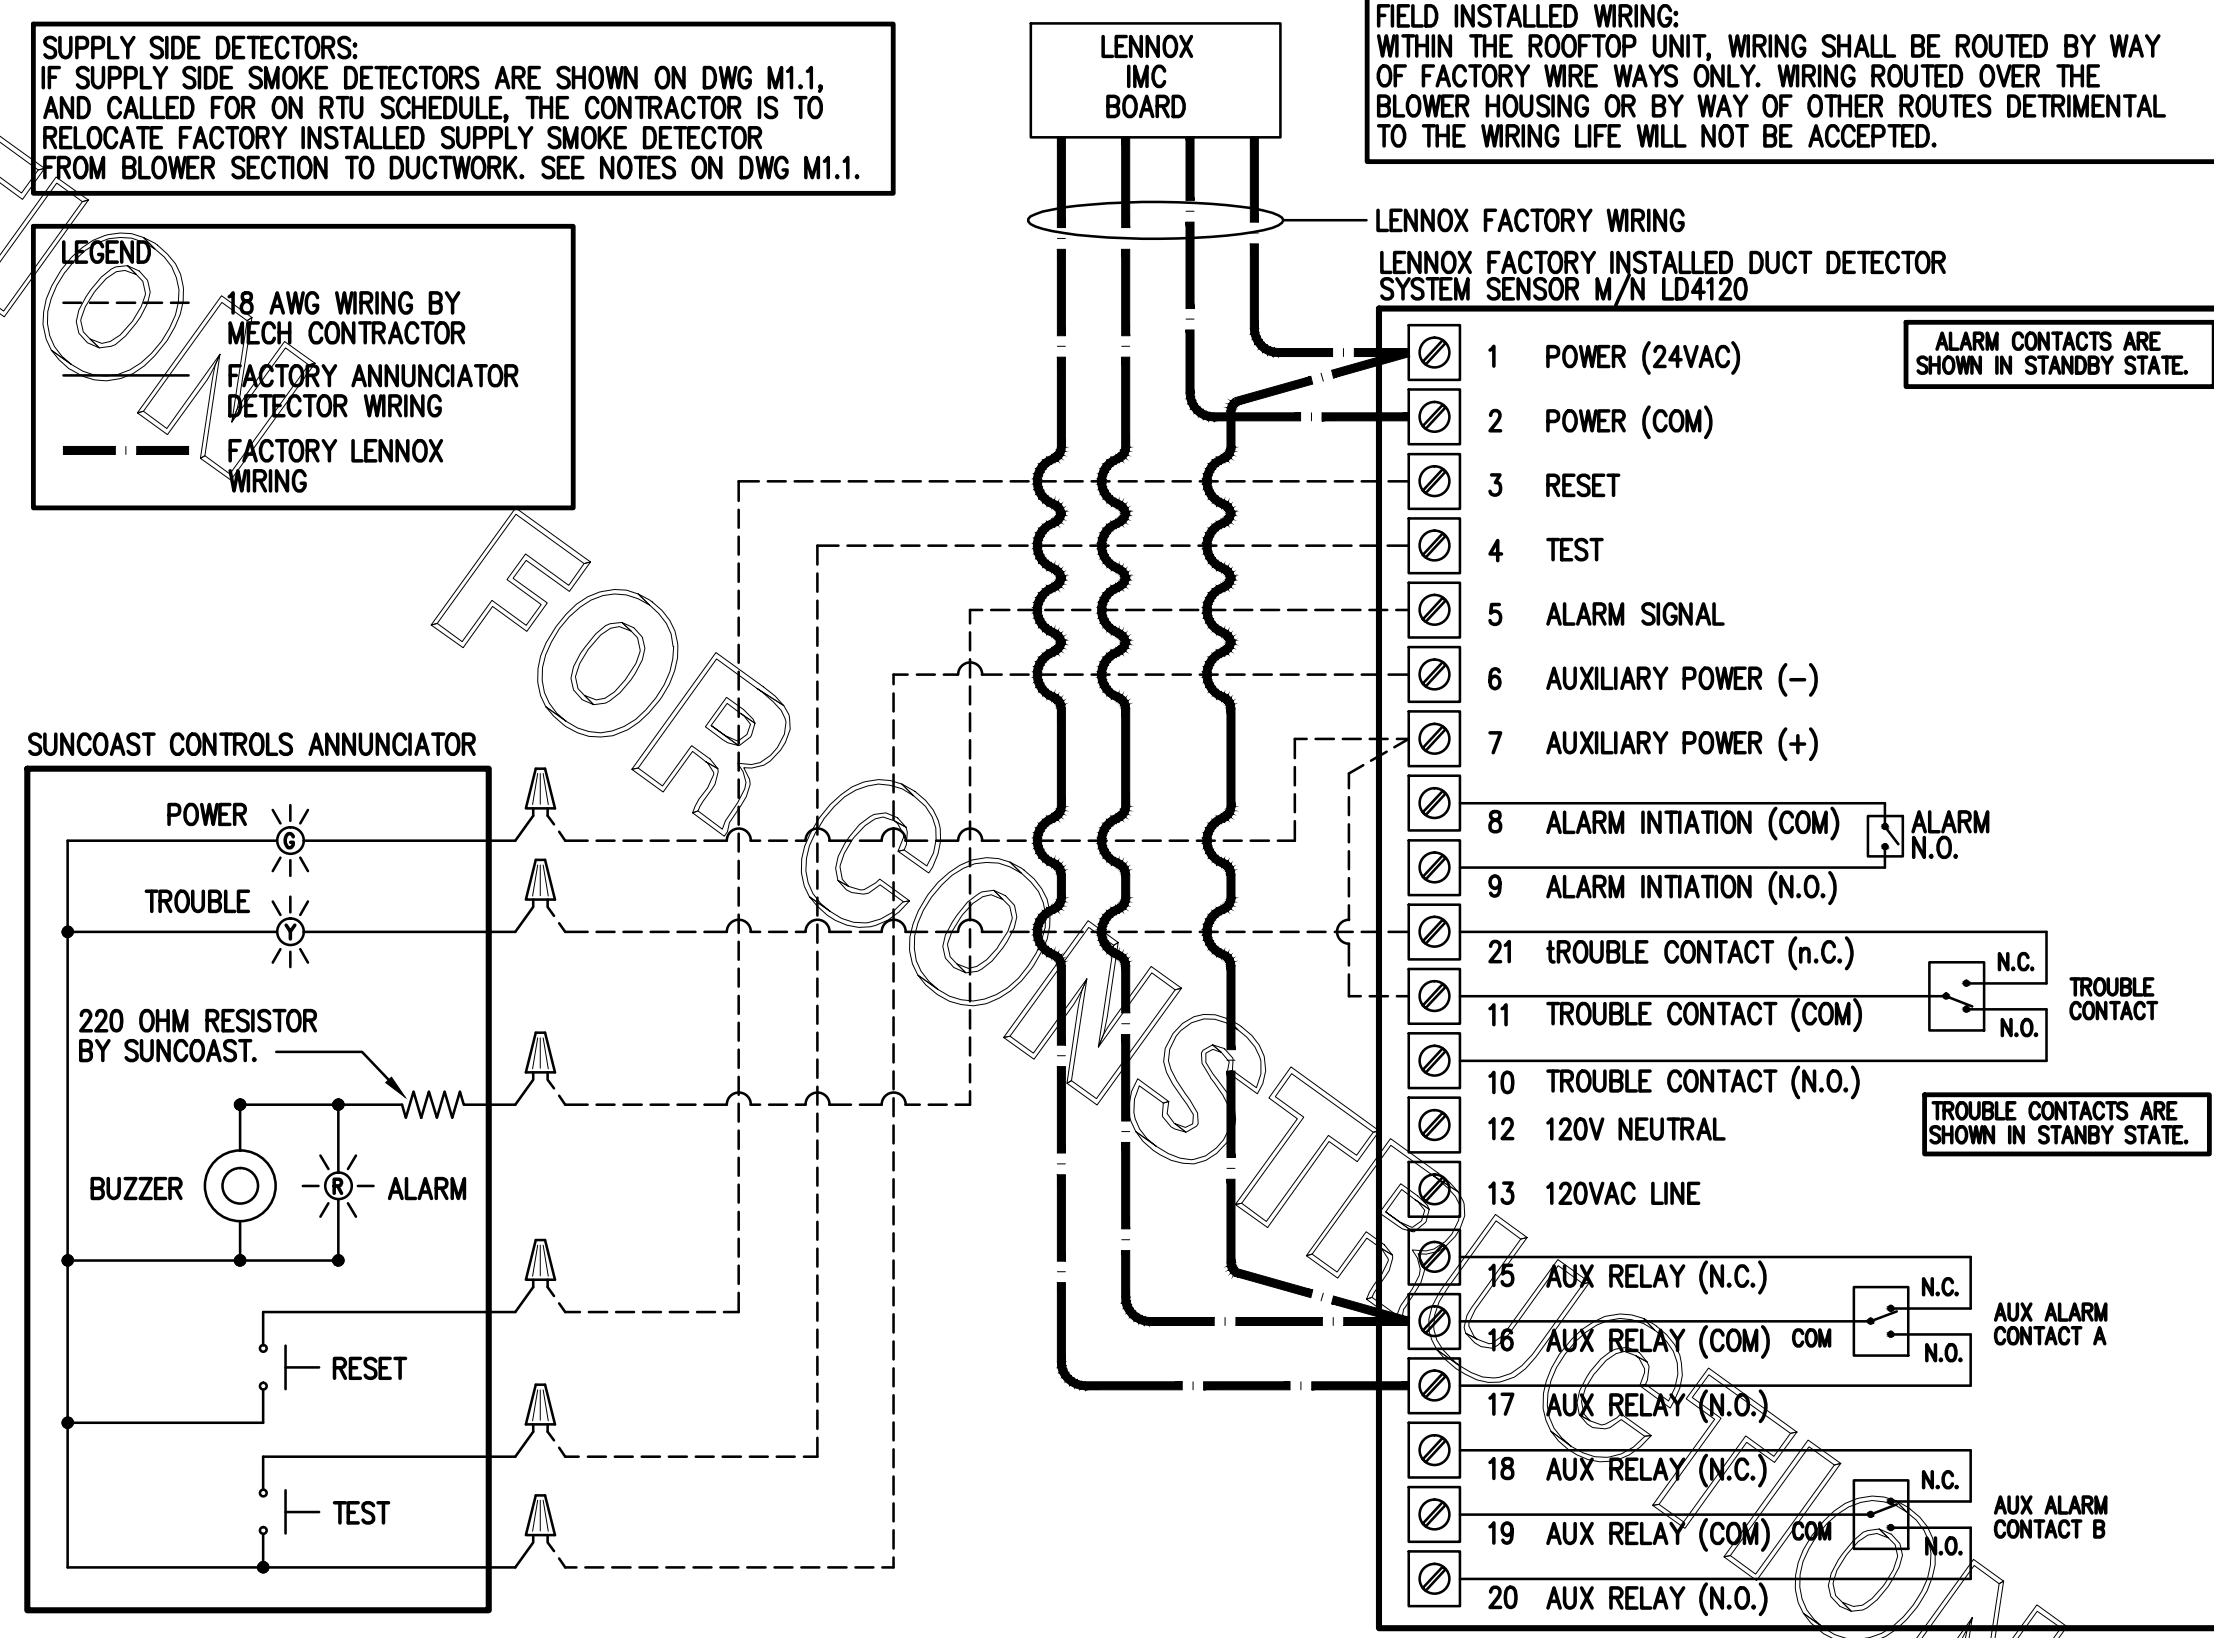 SUPPLY SIDE DETECTORS:
IF SUPPLY SIDE SMOKE DETECTORS ARE SHOWN ON DWG M1.1,
AND CALLED FOR ON RTU SCHEDULE, THE CONTRACTOR IS TO
RELOCATE FACTORY INSTALLED SUPPLY SMOKE DETECTOR
FROM BLOWER SECTION TO DUCTWORK. SEE NOTES ON DWG M1.1.
LENNOX
IMC
BOARD
FIELD INSTALLED WIRING:
WITHIN THE ROOFTOP UNIT, WIRING SHALL BE ROUTED BY WAY
OF FACTORY WIRE WAYS ONLY. WIRING ROUTED OVER THE
BLOWER HOUSING OR BY WAY OF OTHER ROUTES DETRIMENTAL
TO THE WIRING LIFE WILL NOT BE ACCEPTED.
LENNOX FACTORY WIRING
LEGEND
18 AWG WIRING BY
MECH CONTRACTOR
FACTORY ANNUNCIATOR
DETECTOR WIRING
FACTORY LENNOX
WIRING
LENNOX FACTORY INSTALLED DUCT DETECTOR
SYSTEM SENSOR M/N LD4120
ALARM CONTACTS ARE
SHOWN IN STANDBY STATE.
1 POWER (24VAC)
2 POWER (COM)
3 RESET
4 TEST
5 ALARM SIGNAL
6 AUXILIARY POWER (-)
7 AUXILIARY POWER (+)
8 ALARM INTIATION (COM)
ALARM
N.O.
9 ALARM INTIATION (N.O.)
21 tROUBLE CONTACT (n.C.)
N.C.
TROUBLE
CONTACT
11 TROUBLE CONTACT (COM)
N.O.
10 TROUBLE CONTACT (N.O.)
12 120V NEUTRAL
TROUBLE CONTACTS ARE
SHOWN IN STANBY STATE.
13 120VAC LINE
15 AUX RELAY (N.C.)
N.C.
AUX ALARM
CONTACT A
16 AUX RELAY (COM) COM
N.O.
17 AUX RELAY (N.O.)
18 AUX RELAY (N.C.)
N.C.
AUX ALARM
CONTACT B
19 AUX RELAY (COM) COM
N.O.
20 AUX RELAY (N.O.)
SUNCOAST CONTROLS ANNUNCIATOR
POWER
G
TROUBLE
Y
220 OHM RESISTOR
BY SUNCOAST.
BUZZER
R
ALARM
RESET
TEST
FOR CONSTRUCTION